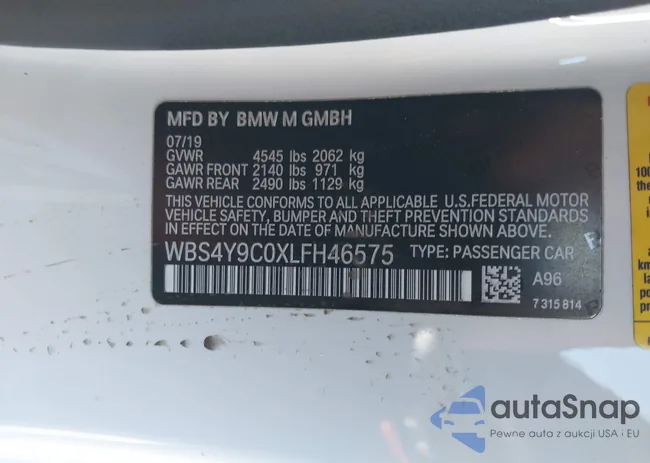 MFD BY BMW M GMBH
07/19
GVWR 4545 lbs 2062 kg
GAWR FRONT 2140 lbs 971 kg
GAWR REAR 2490 lbs 1129 kg
THIS VEHICLE CONFORMS TO ALL APPLICABLE U.S.FEDERAL MOTOR
VEHICLE SAFETY, BUMPER AND THEFT PREVENTION STANDARDS
IN EFFECT ON THE DATE OF MANUFACTURE SHOWN ABOVE.
WBS4Y9C0XLFH46575 TYPE: PASSENGER CAR
A96
7 315 814
100
the
autaSnap
Pewne auta z aukcji USA i EU